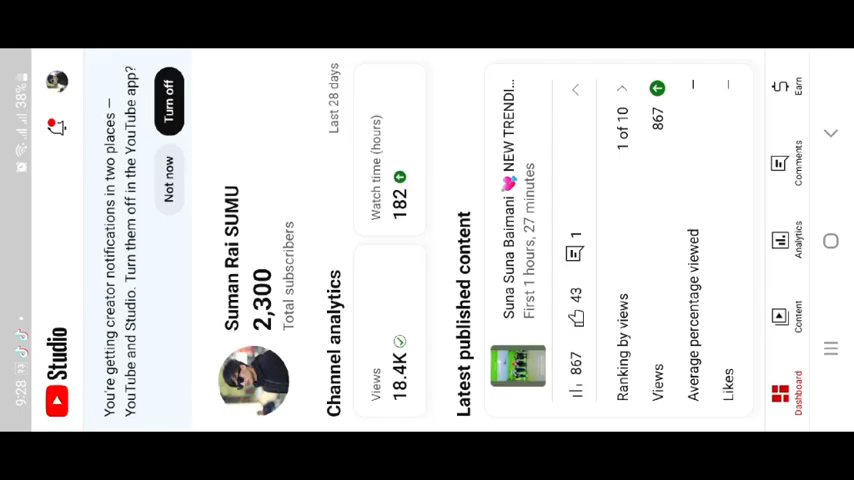 9:28
38%
Studio
You're getting creator notifications in two places —
YouTube and Studio. Turn them off in the YouTube app?
Not now
Turn off
Suman Rai SUMU
2,300
Total subscribers
Channel analytics
Last 28 days
Views
18.4K
Watch time (hours)
182
Latest published content
Suna Suna Baimani 💘 NEW TRENDI...
First 1 hours, 27 minutes
867
43
1
Ranking by views
1 of 10
Views
867
Average percentage viewed
—
Likes
—
Dashboard
Content
Analytics
Comments
Earn